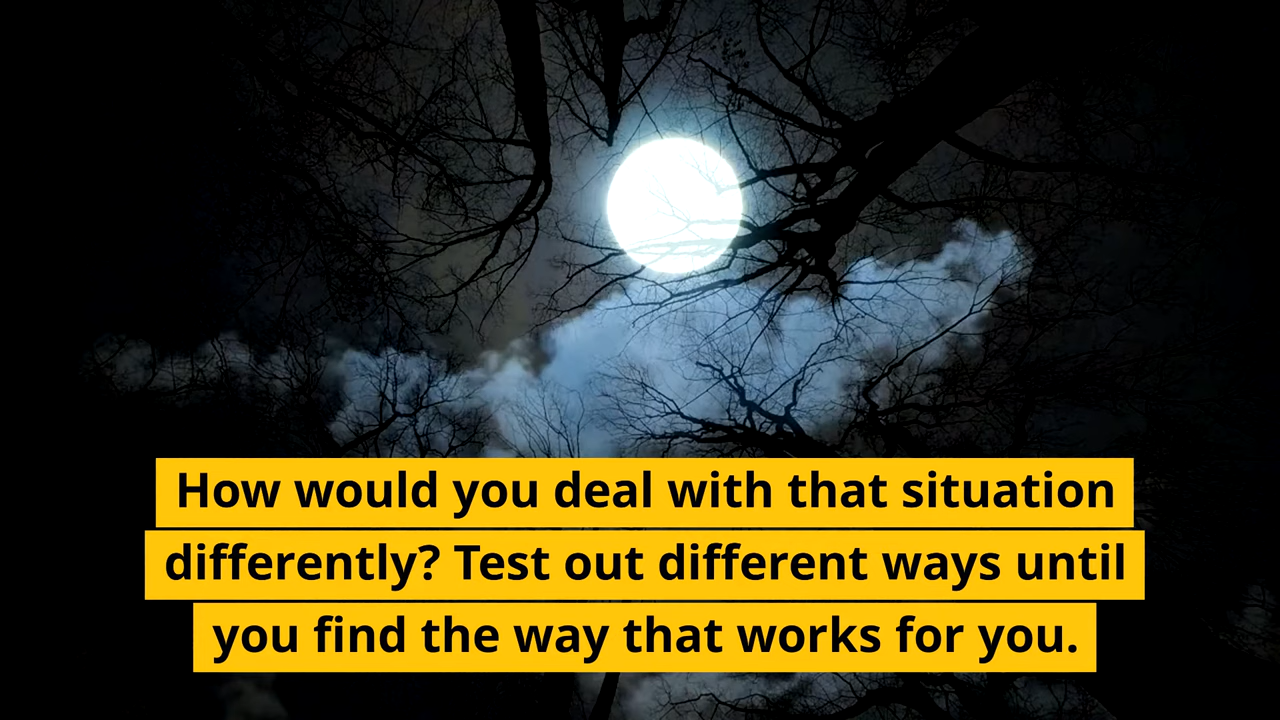 How would you deal with that situation
differently? Test out different ways until
you find the way that works for you.